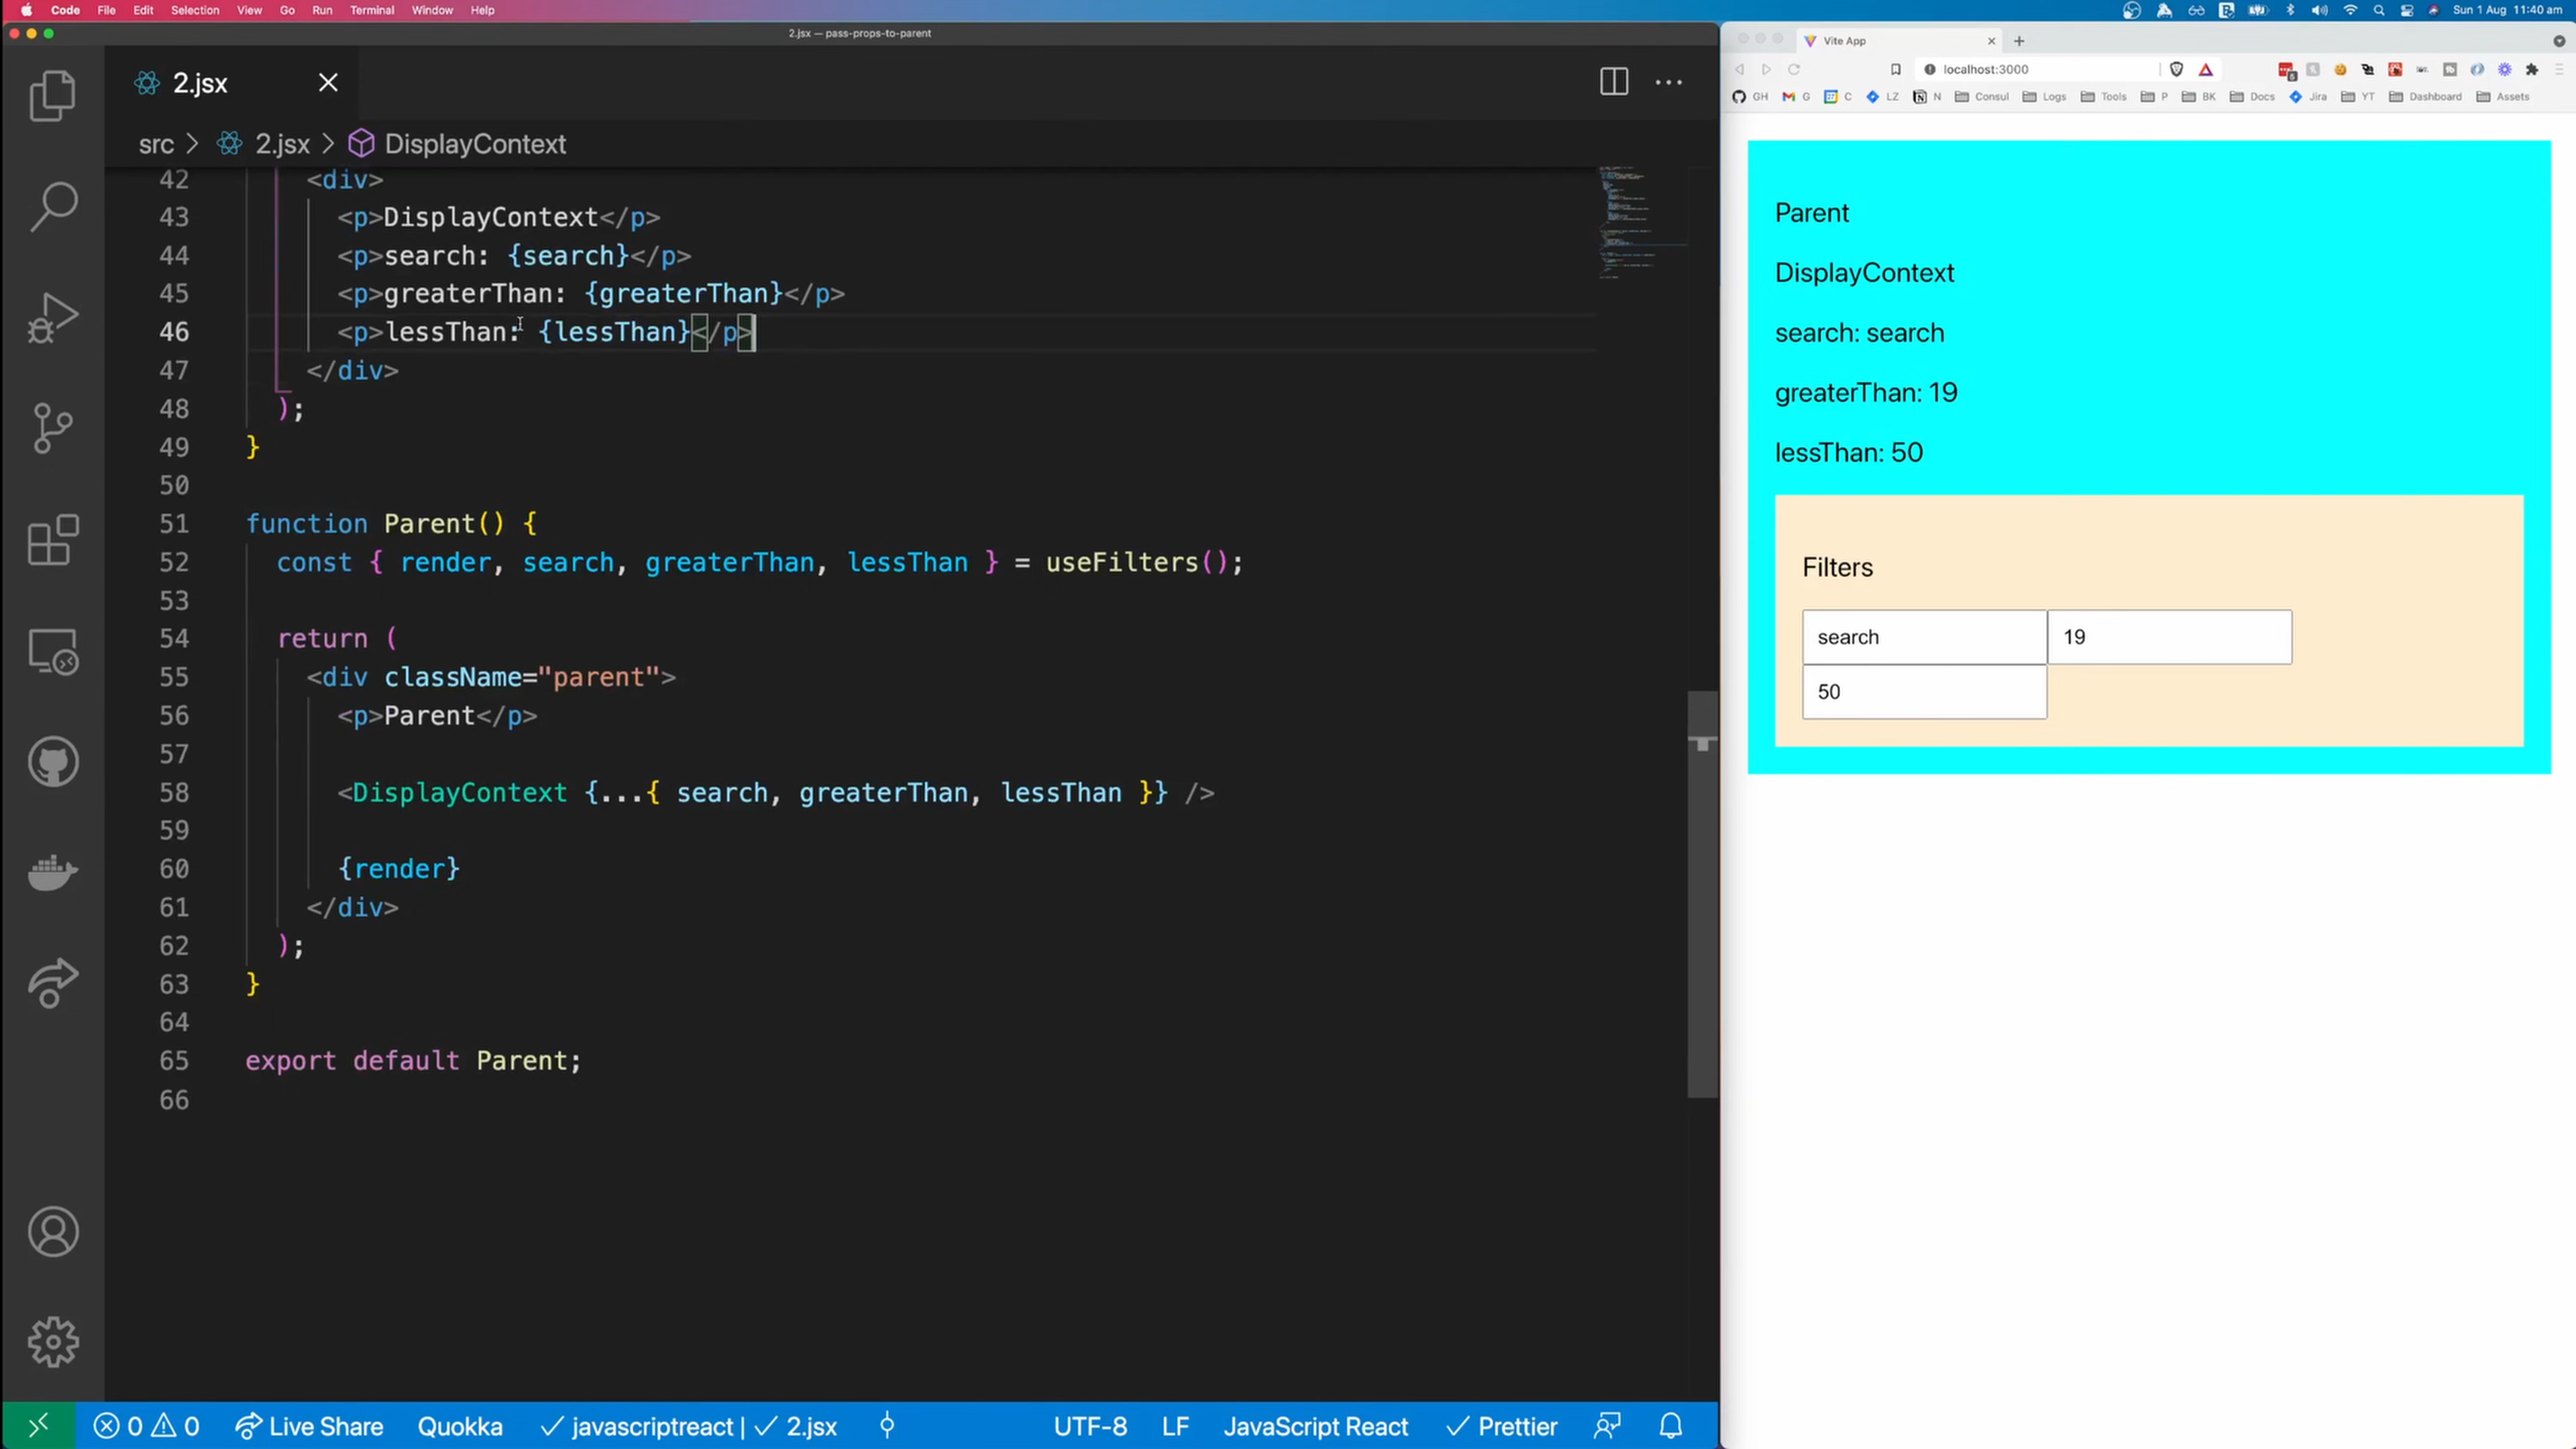 Code File Edit Selection View Go Run Terminal Window Help
Sun 1 Aug 11:40 am
2.jsx — pass-props-to-parent
2.jsx
src > 2.jsx > DisplayContext
42 <div>
43 <p>DisplayContext</p>
44 <p>search: {search}</p>
45 <p>greaterThan: {greaterThan}</p>
46 <p>lessThan: {lessThan}</p>
47 </div>
48 );
49 }
50
51 function Parent() {
52 const { render, search, greaterThan, lessThan } = useFilters();
53
54 return (
55 <div className="parent">
56 <p>Parent</p>
57
58 <DisplayContext {...{ search, greaterThan, lessThan }} />
59
60 {render}
61 </div>
62 );
63 }
64
65 export default Parent;
66
0 0 Live Share Quokka javascriptreact | 2.jsx UTF-8 LF JavaScript React Prettier
Vite App
localhost:3000
GH G C LZ N Consul Logs Tools P BK Docs Jira YT Dashboard Assets
Parent
DisplayContext
search: search
greaterThan: 19
lessThan: 50
Filters
search 19
50